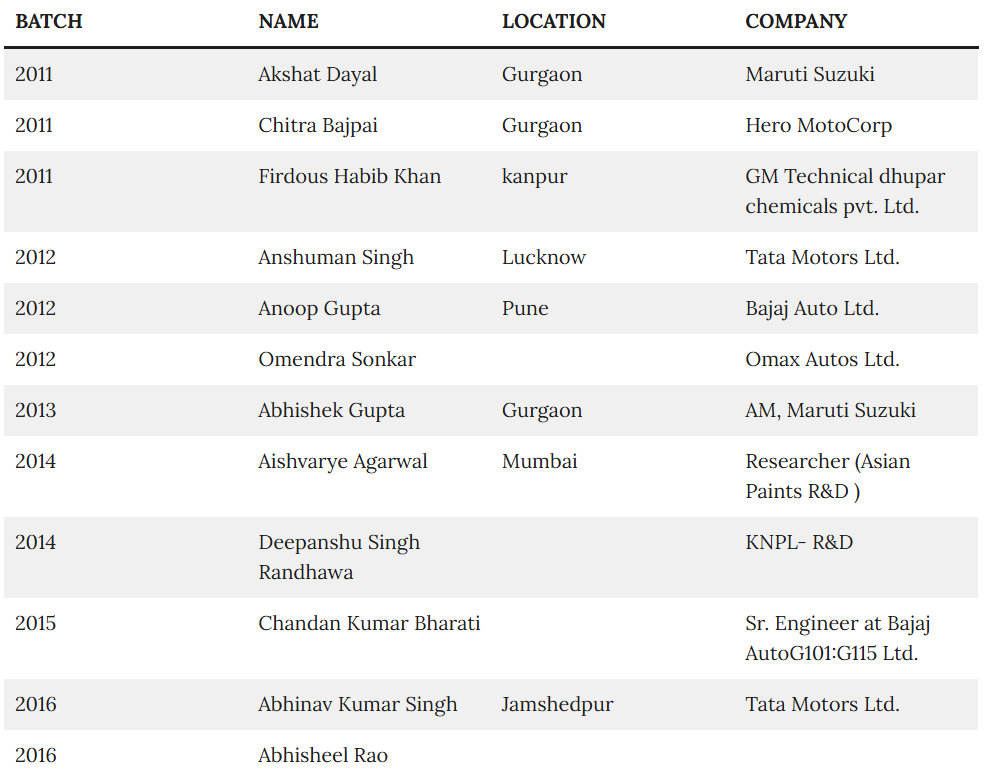 BATCH NAME LOCATION COMPANY
2011 Akshat Dayal Gurgaon Maruti Suzuki
2011 Chitra Bajpai Gurgaon Hero MotoCorp
2011 Firdous Habib Khan kanpur GM Technical dhupar
chemicals pvt. Ltd.
2012 Anshuman Singh Lucknow Tata Motors Ltd.
2012 Anoop Gupta Pune Bajaj Auto Ltd.
2012 Omendra Sonkar Omax Autos Ltd.
2013 Abhishek Gupta Gurgaon AM, Maruti Suzuki
2014 Aishvarye Agarwal Mumbai Researcher (Asian
Paints R&D )
2014 Deepanshu Singh KNPL- R&D
Randhawa
2015 Chandan Kumar Bharati Sr. Engineer at Bajaj
AutoG101:G115 Ltd.
2016 Abhinav Kumar Singh Jamshedpur Tata Motors Ltd.
2016 Abhisheel Rao